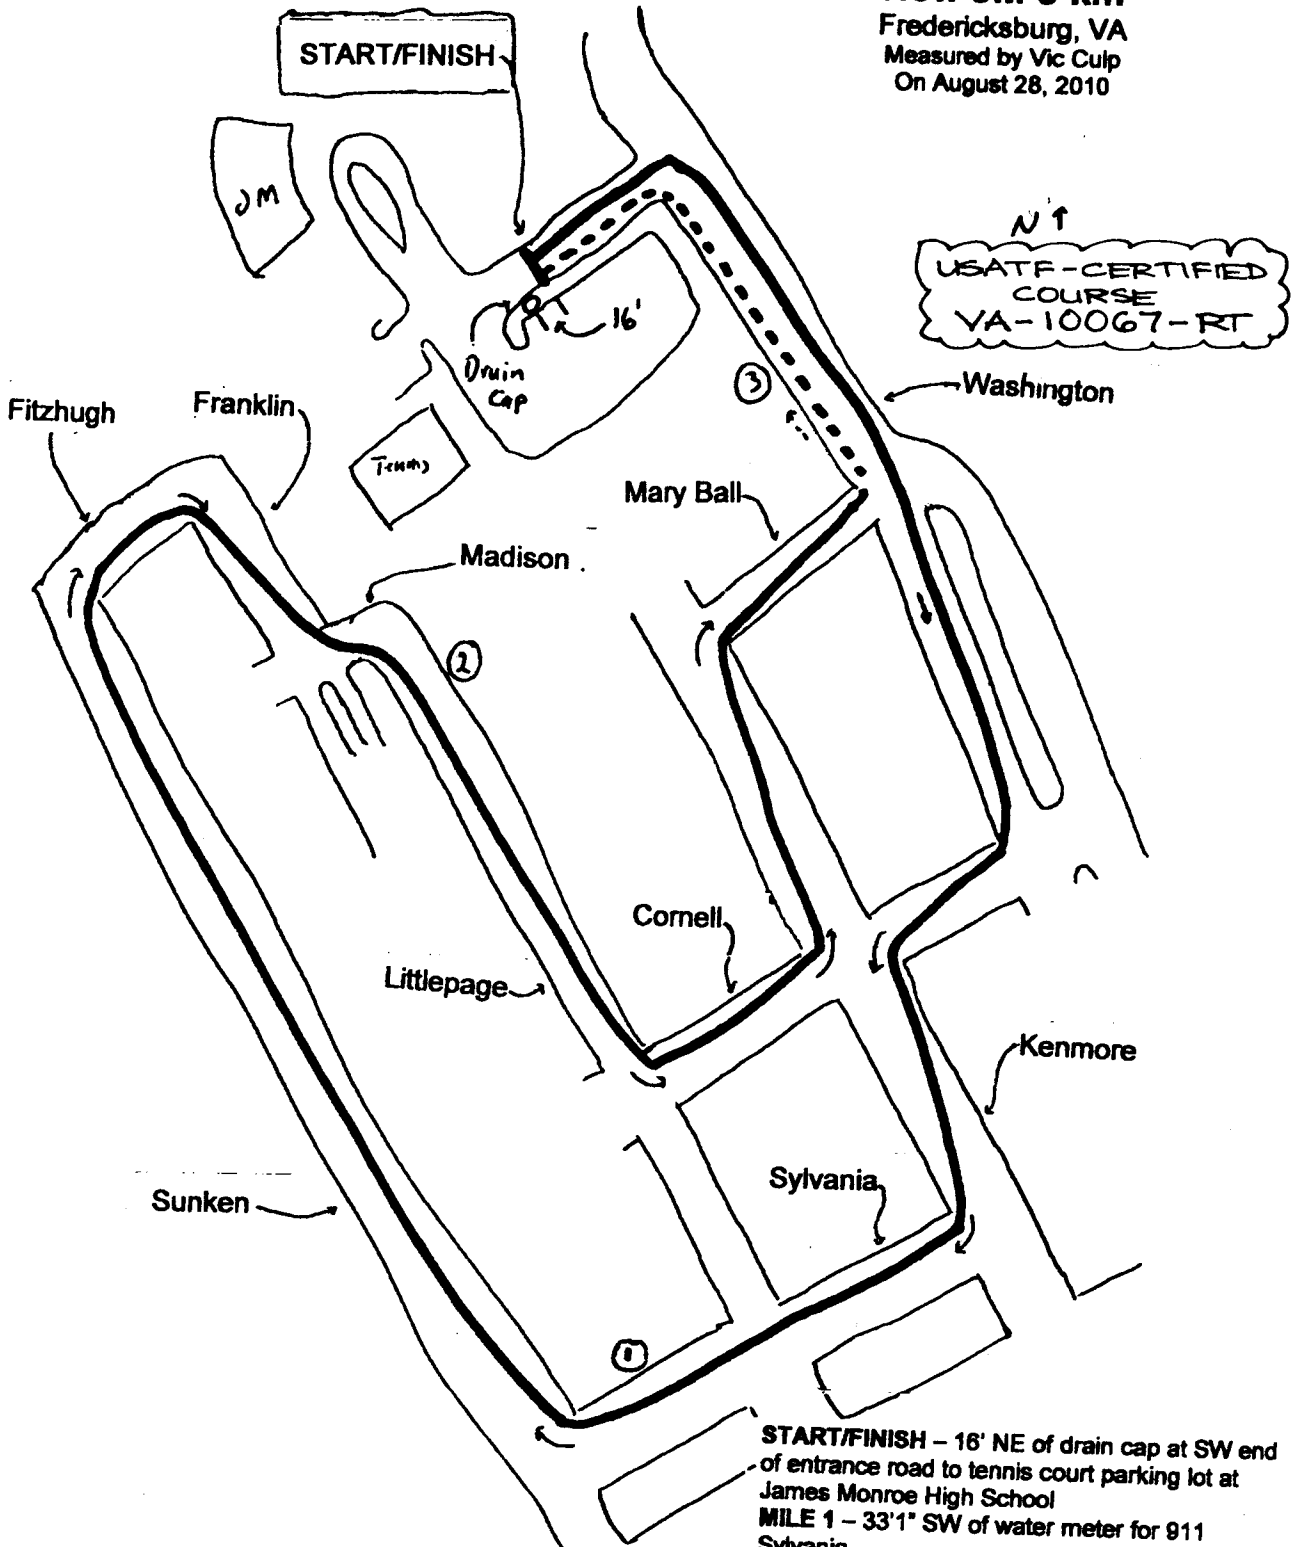 START/FINISH
Fredericksburg, VA
Measured by Vic Culp
On August 28, 2010
JM
N
USATF-CERTIFIED
COURSE
VA-10067-RT
16'
Drain
Cap
3
Washington
Fitzhugh
Franklin
Mary Ball
Madison
2
Cornell
Littlepage
Kenmore
Sylvania
Sunken
1
START/FINISH – 16' NE of drain cap at SW end
of entrance road to tennis court parking lot at
James Monroe High School
MILE 1 – 33'1" SW of water meter for 911